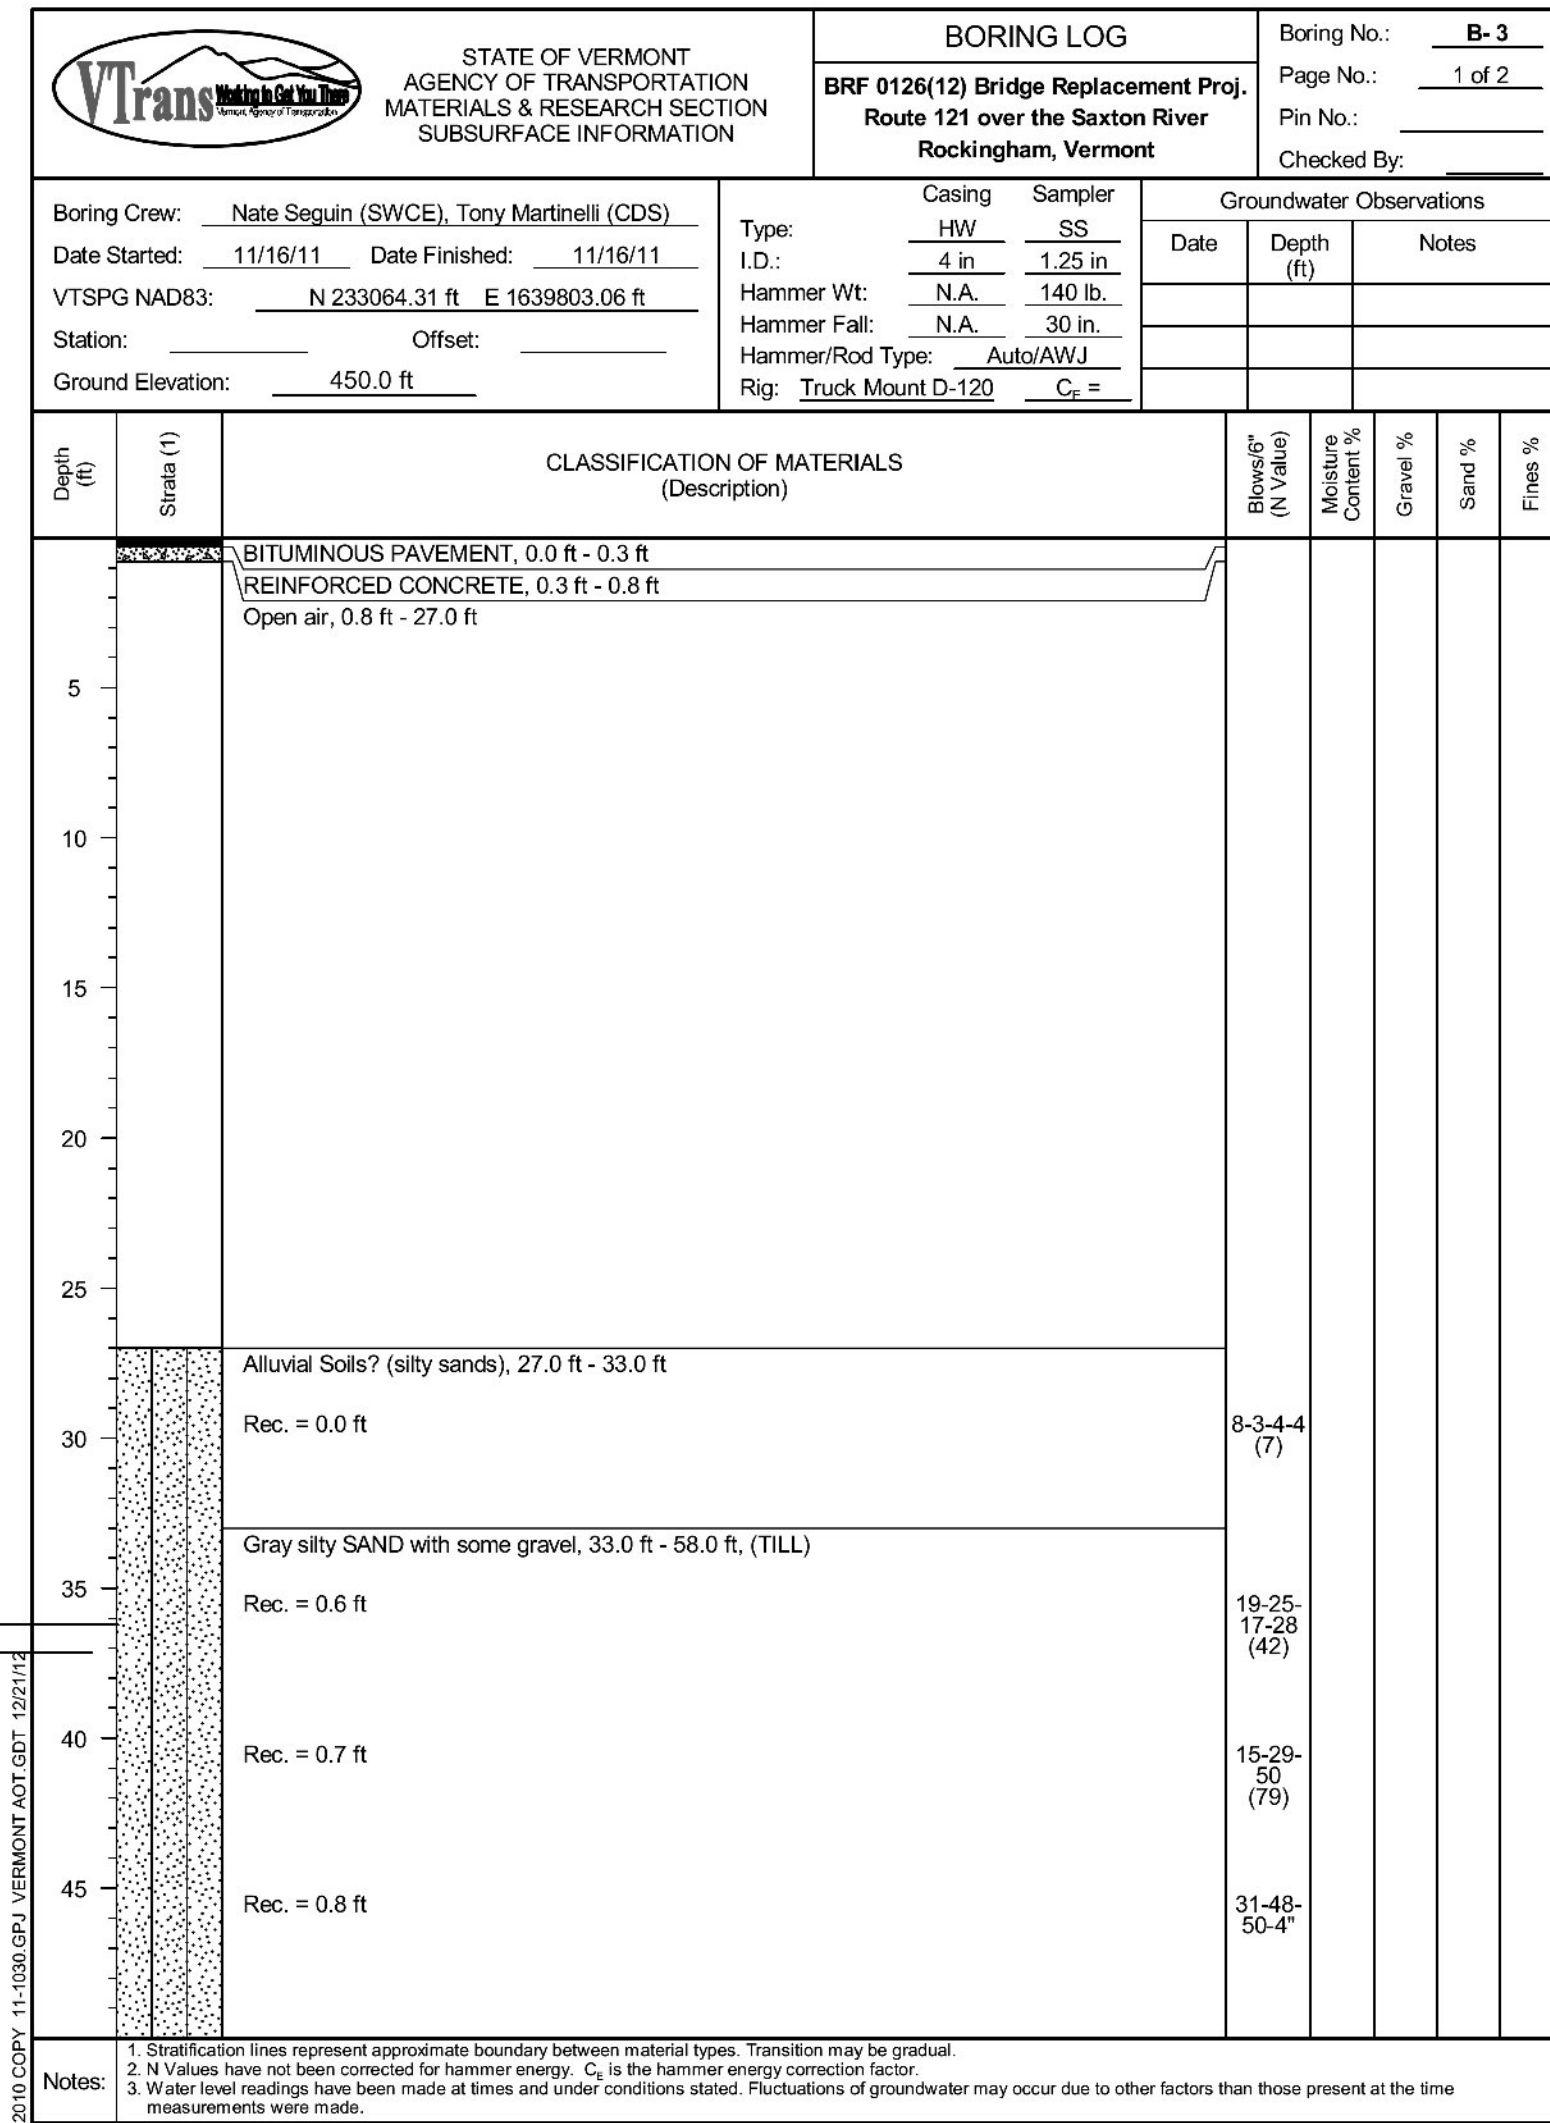 VTrans Working to Get You There
Vermont Agency of Transportation
STATE OF VERMONT
AGENCY OF TRANSPORTATION
MATERIALS & RESEARCH SECTION
SUBSURFACE INFORMATION
BORING LOG
BRF 0126(12) Bridge Replacement Proj.
Route 121 over the Saxton River
Rockingham, Vermont
Boring No.: B- 3
Page No.: 1 of 2
Pin No.:
Checked By:
Boring Crew: Nate Seguin (SWCE), Tony Martinelli (CDS)
Date Started: 11/16/11 Date Finished: 11/16/11
VTSPG NAD83: N 233064.31 ft E 1639803.06 ft
Station: Offset:
Ground Elevation: 450.0 ft
Casing Sampler
Type: HW SS
I.D.: 4 in 1.25 in
Hammer Wt: N.A. 140 lb.
Hammer Fall: N.A. 30 in.
Hammer/Rod Type: Auto/AWJ
Rig: Truck Mount D-120 CE =
Groundwater Observations
Date Depth (ft) Notes
Depth (ft)
Strata (1)
CLASSIFICATION OF MATERIALS
(Description)
Blows/6"
(N Value)
Moisture
Content %
Gravel %
Sand %
Fines %
BITUMINOUS PAVEMENT, 0.0 ft - 0.3 ft
REINFORCED CONCRETE, 0.3 ft - 0.8 ft
Open air, 0.8 ft - 27.0 ft
5
10
15
20
25
Alluvial Soils? (silty sands), 27.0 ft - 33.0 ft
Rec. = 0.0 ft 8-3-4-4
30 (7)
Gray silty SAND with some gravel, 33.0 ft - 58.0 ft, (TILL)
35
Rec. = 0.6 ft 19-25-
17-28
(42)
40
Rec. = 0.7 ft 15-29-
50
(79)
45
Rec. = 0.8 ft 31-48-
50-4"
Notes:
1. Stratification lines represent approximate boundary between material types. Transition may be gradual.
2. N Values have not been corrected for hammer energy. CE is the hammer energy correction factor.
3. Water level readings have been made at times and under conditions stated. Fluctuations of groundwater may occur due to other factors than those present at the time
measurements were made.
2010 COPY 11-1030.GPJ VERMONT AOT.GDT 12/21/12